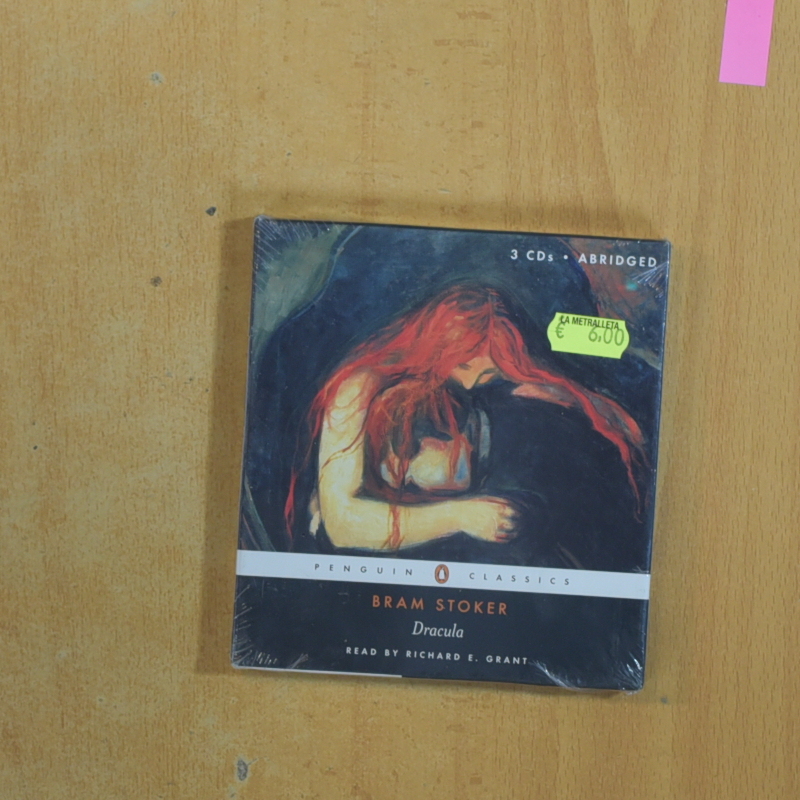 3 CDs • ABRIDGED
LA METRALLETA
€ 6,00
PENGUIN CLASSICS
BRAM STOKER
Dracula
READ BY RICHARD E. GRANT